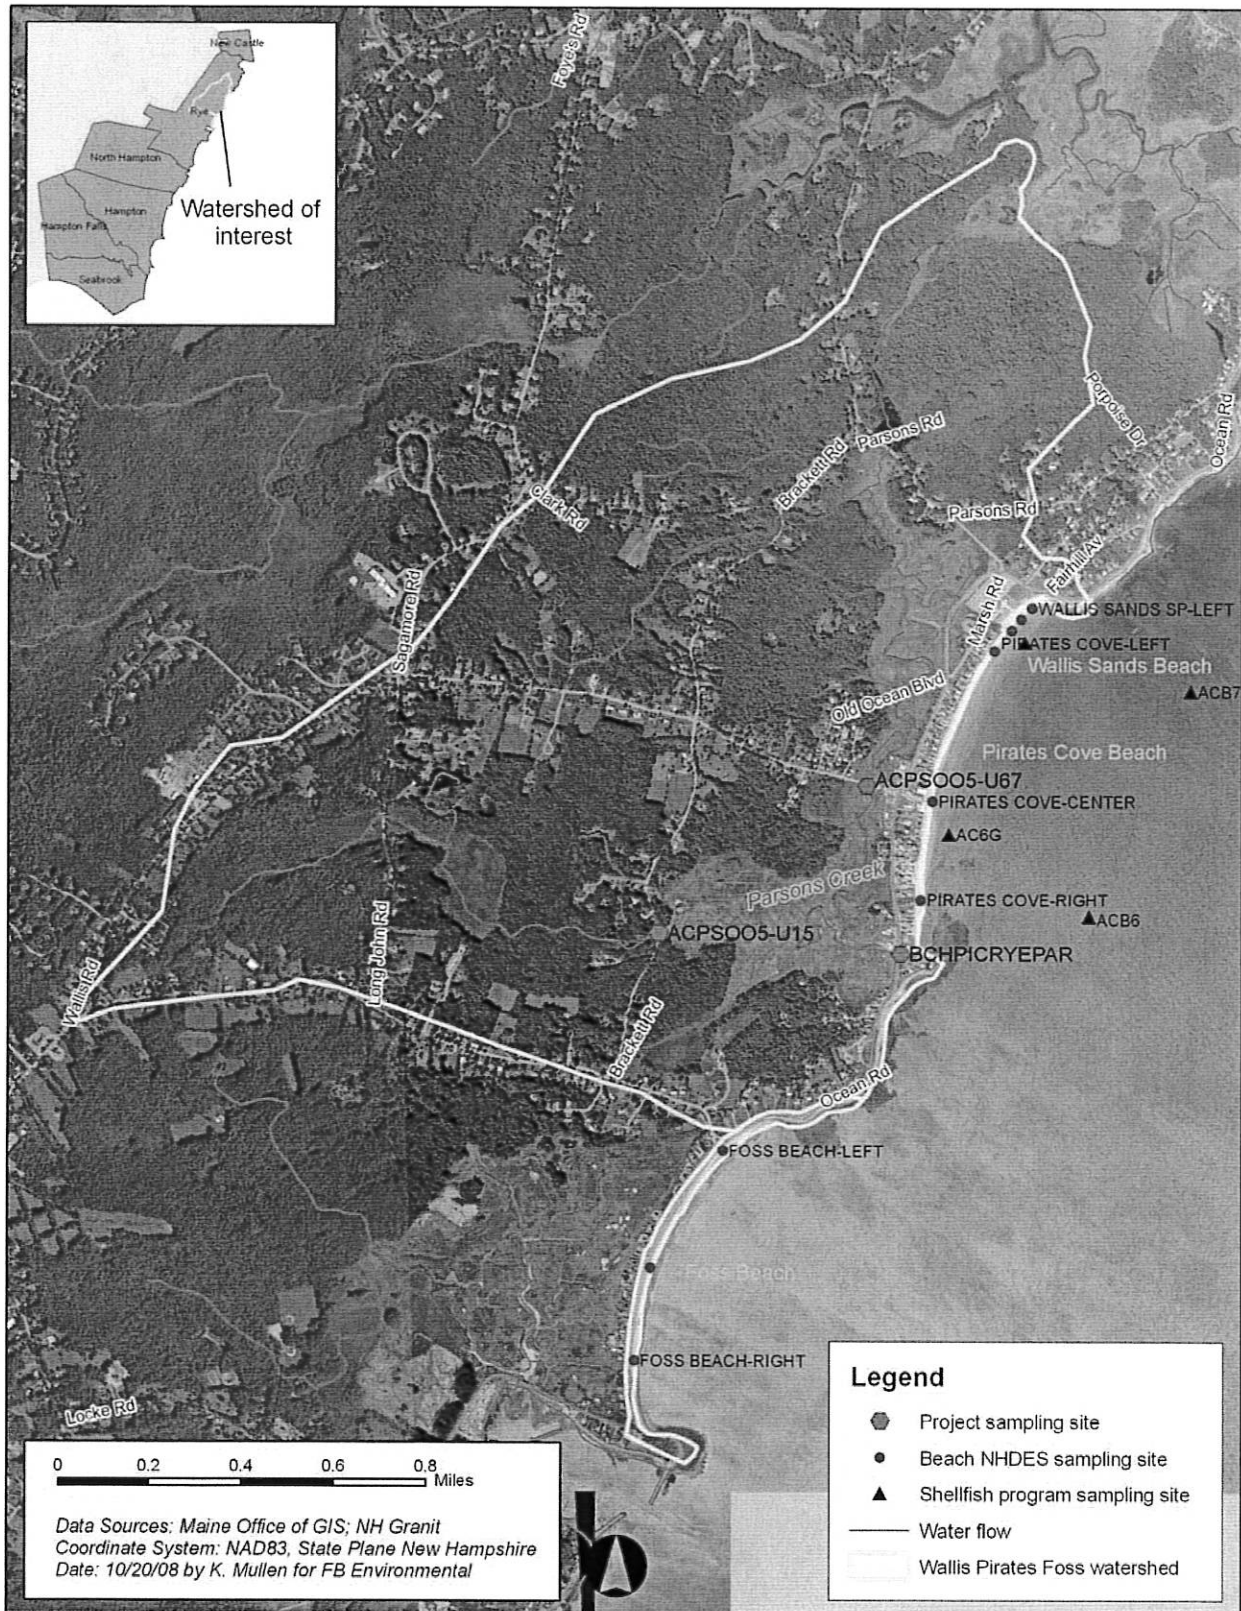 New Castle
Rye
North Hampton
Hampton
Hampton Falls
Seabrook
Watershed of
interest
Foye's Rd
Porpoise Dr
Ocean Rd
Parsons Rd
Brackett Rd
Clark Rd
Parsons Rd
Fairhill Av
Sagamore Rd
Marsh Rd
WALLIS SANDS SP-LEFT
PIRATES COVE-LEFT
Wallis Sands Beach
Old Ocean Blvd
ACB7
Pirates Cove Beach
ACPSOO5-U67
PIRATES COVE-CENTER
AC6G
Parsons Creek
PIRATES COVE-RIGHT
ACB6
ACPSOO5-U15
BCHPICRYEPAR
Long John Rd
Wallis Rd
Brackett Rd
Ocean Rd
FOSS BEACH-LEFT
Foss Beach
FOSS BEACH-RIGHT
Locke Rd
0 0.2 0.4 0.6 0.8
Miles
Data Sources: Maine Office of GIS; NH Granit
Coordinate System: NAD83, State Plane New Hampshire
Date: 10/20/08 by K. Mullen for FB Environmental
Legend
Project sampling site
Beach NHDES sampling site
Shellfish program sampling site
Water flow
Wallis Pirates Foss watershed